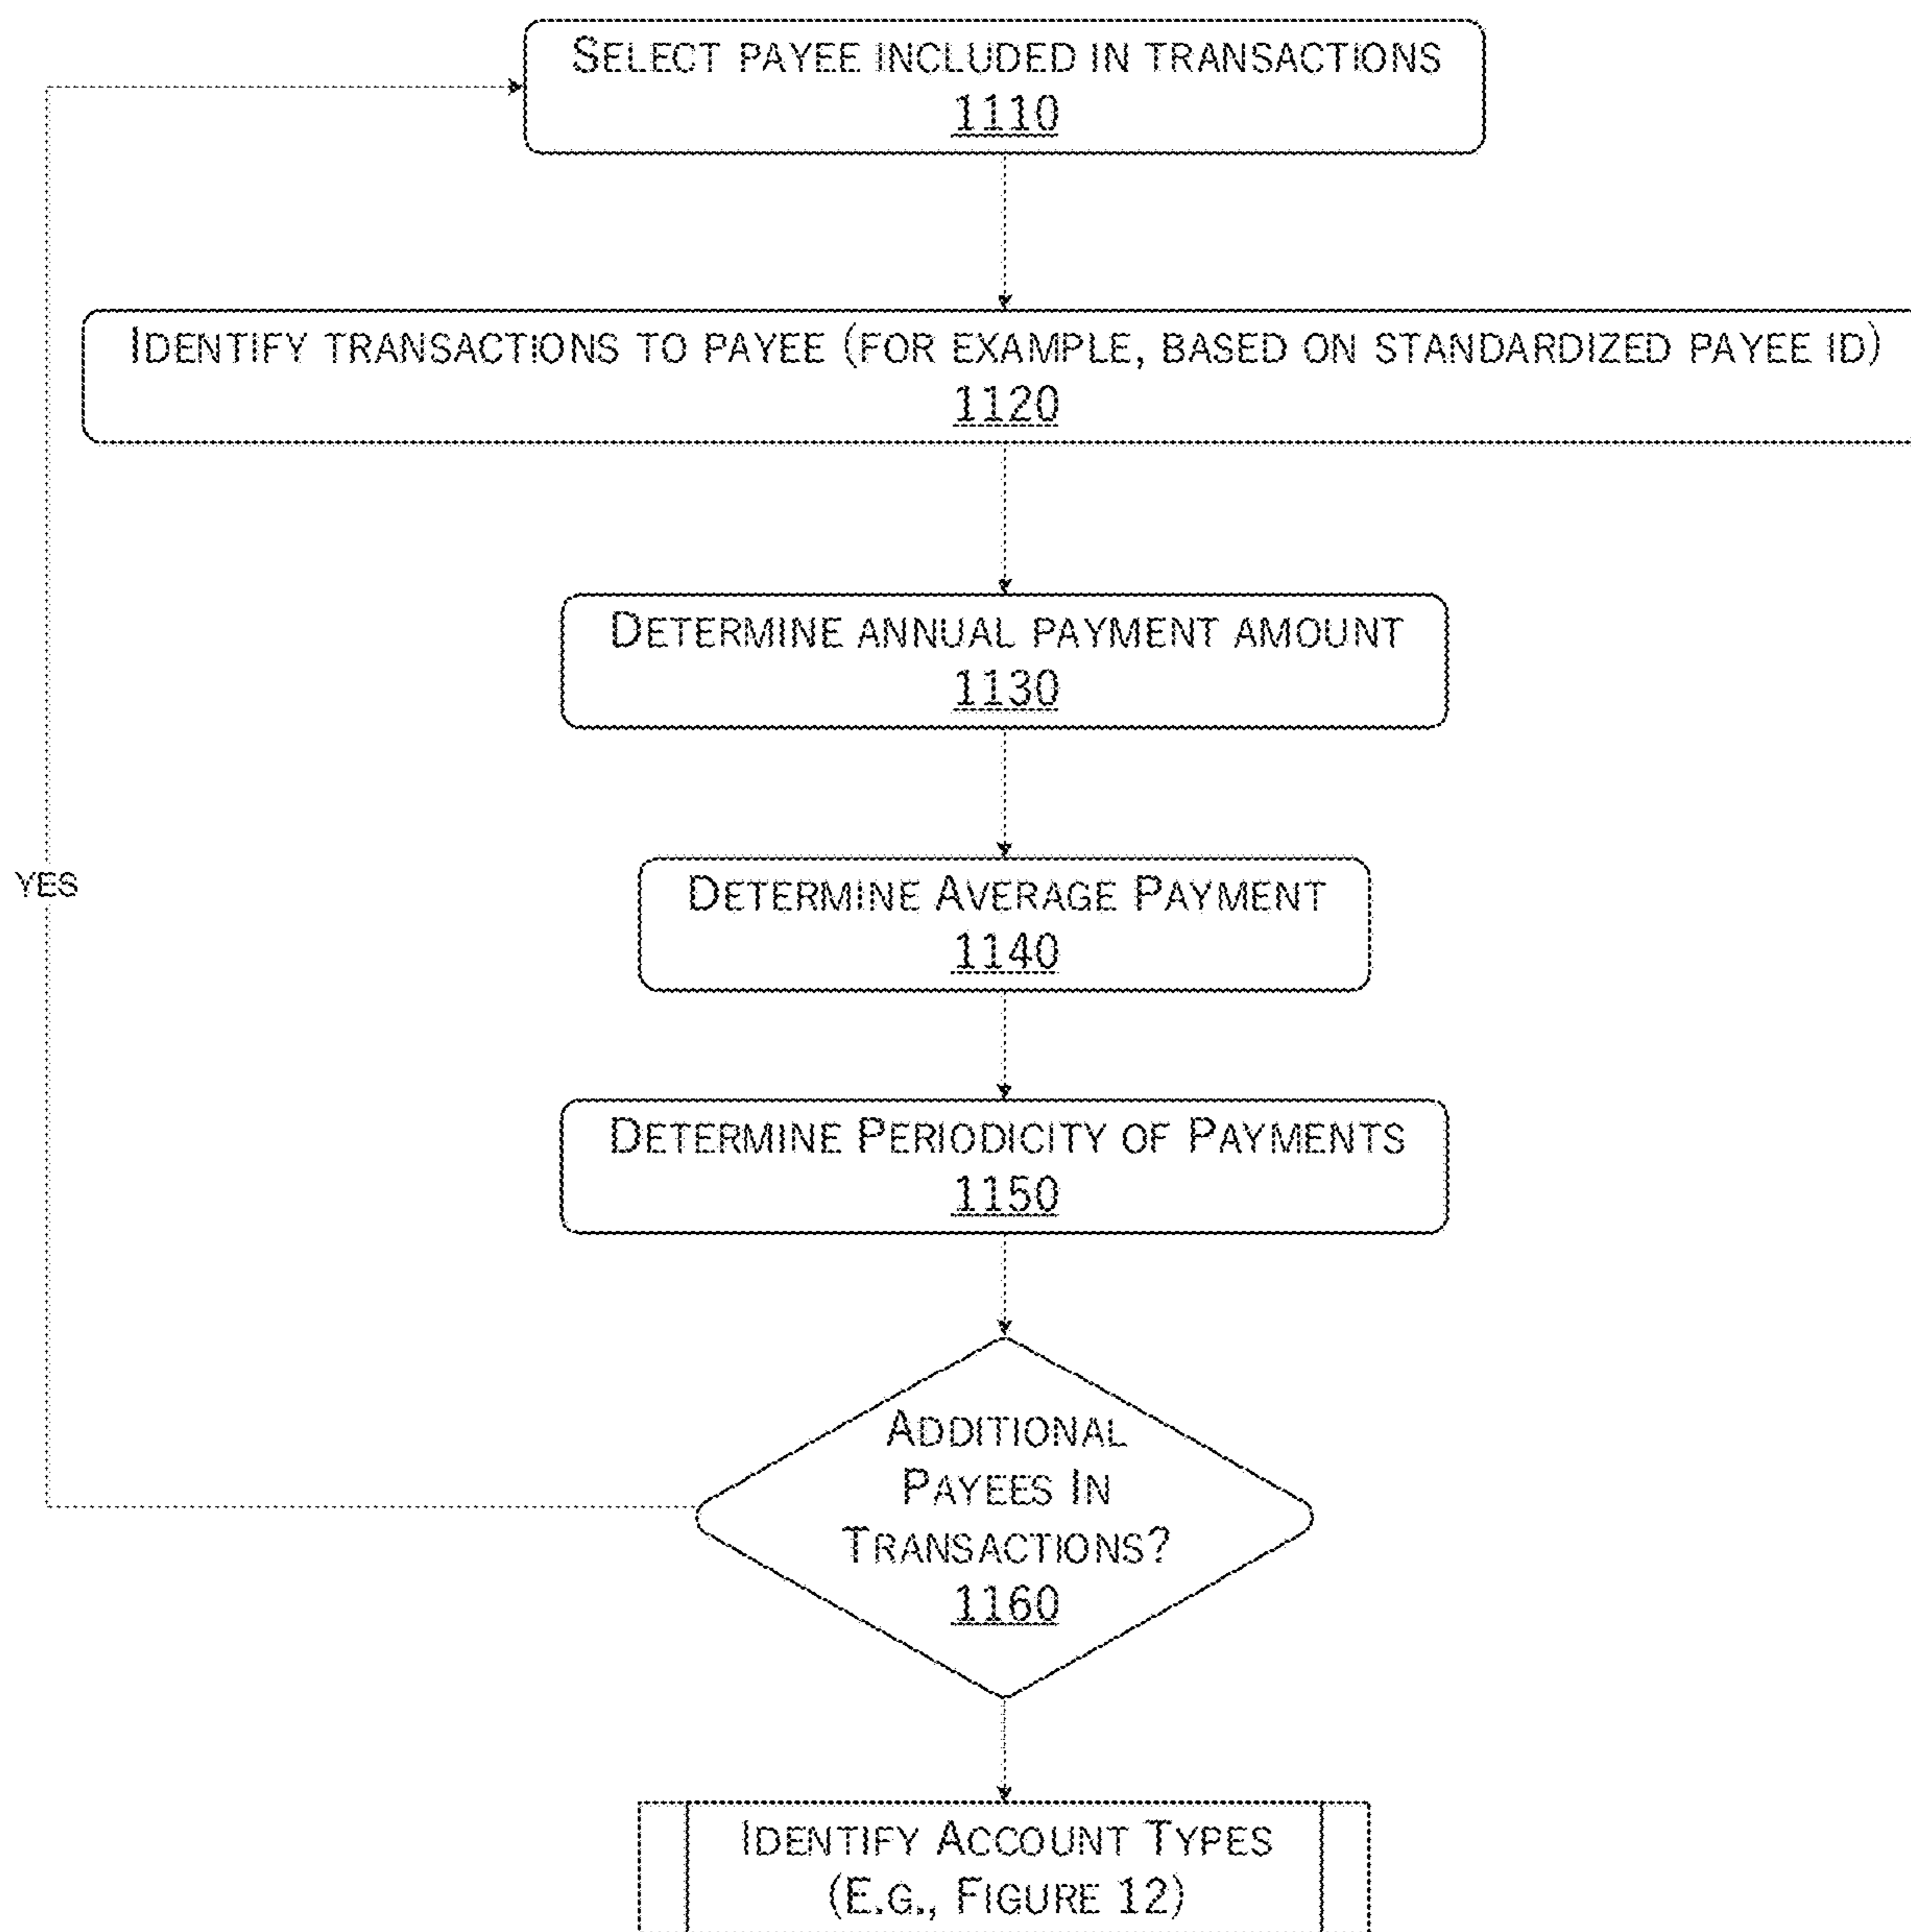 SELECT PAYEE INCLUDED IN TRANSACTIONS
1110
IDENTIFY TRANSACTIONS TO PAYEE (FOR EXAMPLE, BASED ON STANDARDIZED PAYEE ID)
1120
DETERMINE ANNUAL PAYMENT AMOUNT
1130
YES
DETERMINE AVERAGE PAYMENT
1140
DETERMINE PERIODICITY OF PAYMENTS
1150
ADDITIONAL
PAYEES IN
TRANSACTIONS?
1160
IDENTIFY ACCOUNT TYPES
(E.G., FIGURE 12)